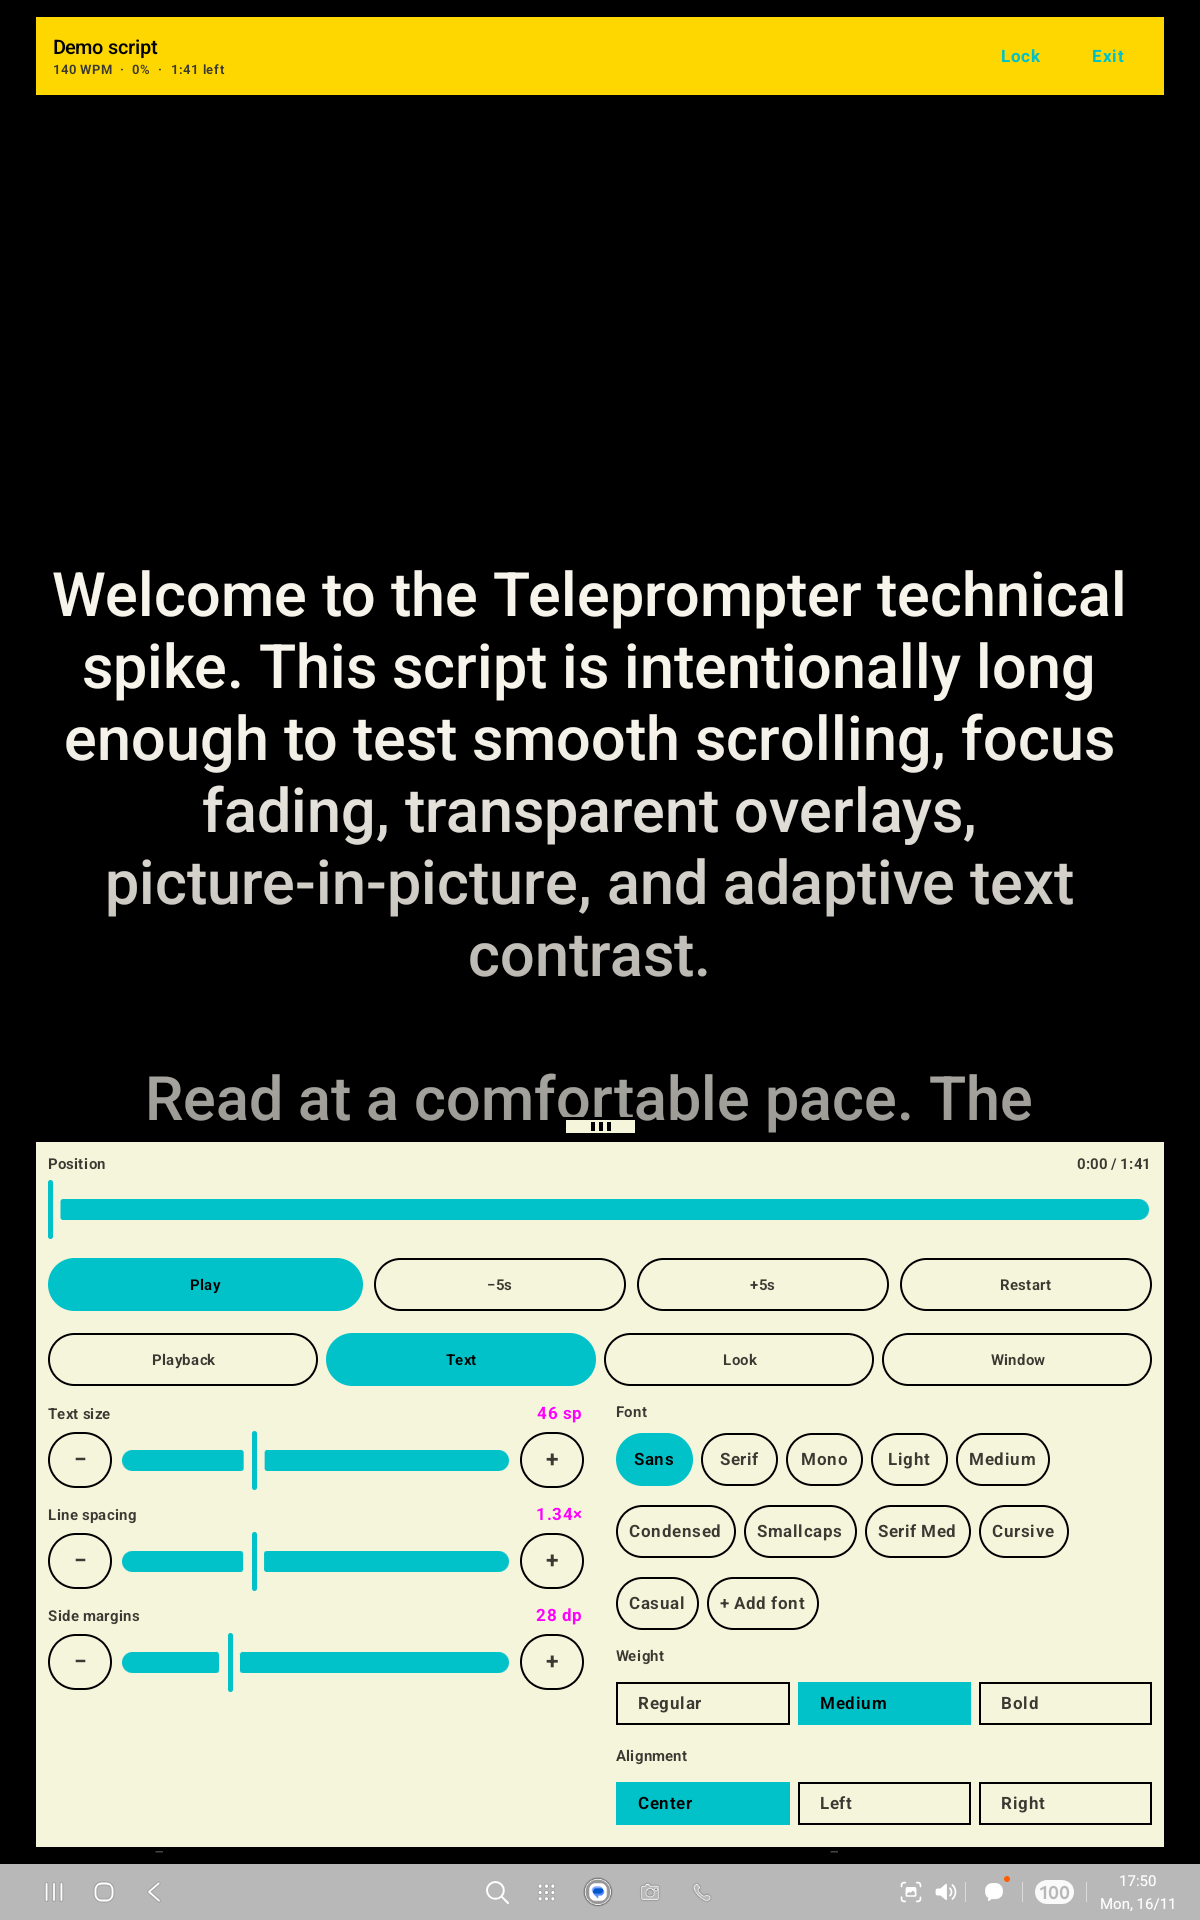 Demo script
140 WPM · 0% · 1:41 left
Lock Exit
Welcome to the Teleprompter technical
spike. This script is intentionally long
enough to test smooth scrolling, focus
fading, transparent overlays,
picture-in-picture, and adaptive text
contrast.
Read at a comfortable pace. The
Position 0:00 / 1:41
Play −5s +5s Restart
Playback Text Look Window
Text size 46 sp
− +
Line spacing 1.34×
− +
Side margins 28 dp
− +
Font
Sans Serif Mono Light Medium
Condensed Smallcaps Serif Med Cursive
Casual + Add font
Weight
Regular Medium Bold
Alignment
Center Left Right
100
17:50
Mon, 16/11